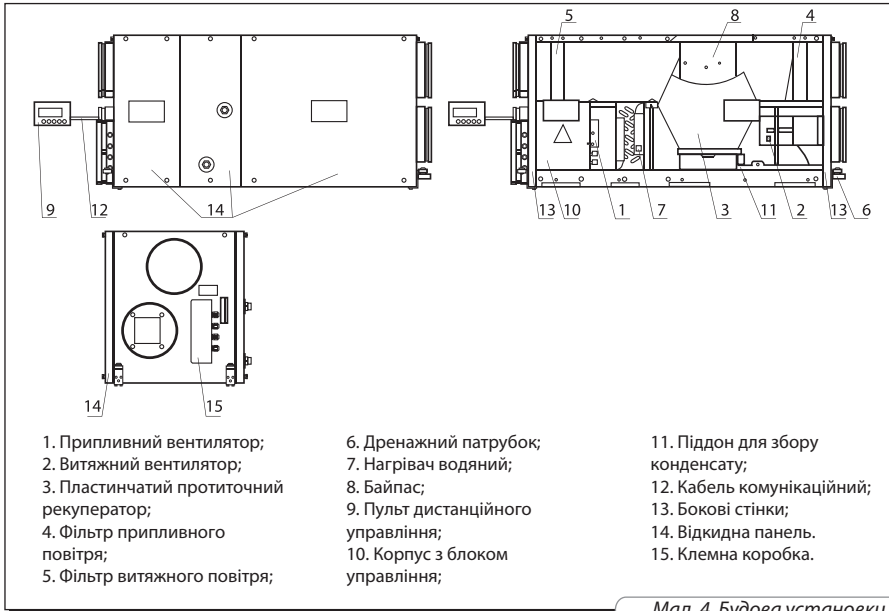 5 8 4
9 12 14 13 10 1 7 3 11 2 13 6
14 15
1. Припливний вентилятор;
2. Витяжний вентилятор;
3. Пластинчатий протиточний
рекуператор;
4. Фільтр припливного
повітря;
5. Фільтр витяжного повітря;
6. Дренажний патрубок;
7. Нагрівач водяний;
8. Байпас;
9. Пульт дистанційного
управління;
10. Корпус з блоком
управління;
11. Піддон для збору
конденсату;
12. Кабель комунікаційний;
13. Бокові стінки;
14. Відкидна панель.
15. Клемна коробка.
Мал. 4. Будова установки